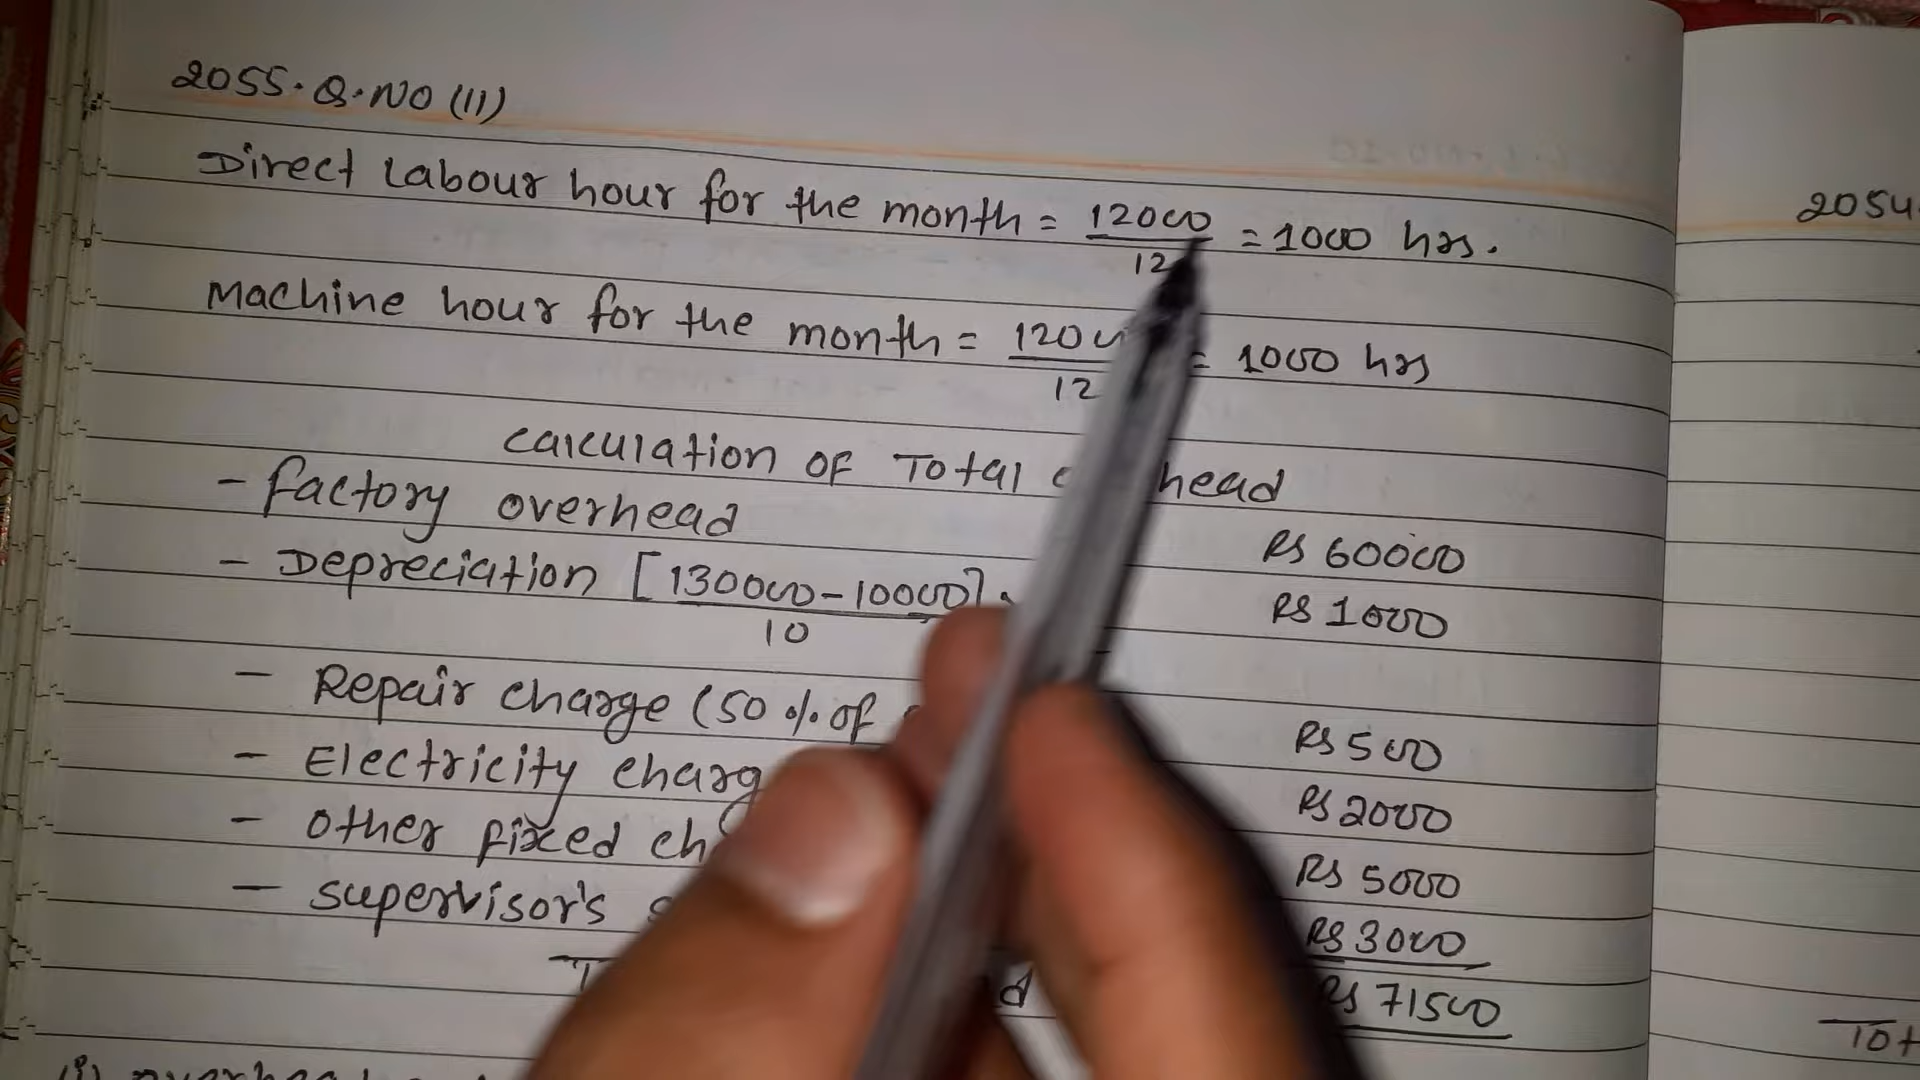 2055. Q. NO (11)
Direct Labour hour for the month = 12000 / 12 = 1000 hrs.
Machine hour for the month = 120 / 12 = 1000 hrs
Calculation OF Total head
- Factory overhead RS 60000
- Depreciation [130000-10000] / 10 RS 1000
- Repair charge (50% of RS 500
- Electricity charg RS 2000
- Other fixed ch RS 5000
- Supervisor's RS 3000
RS 71500
2054
Tot